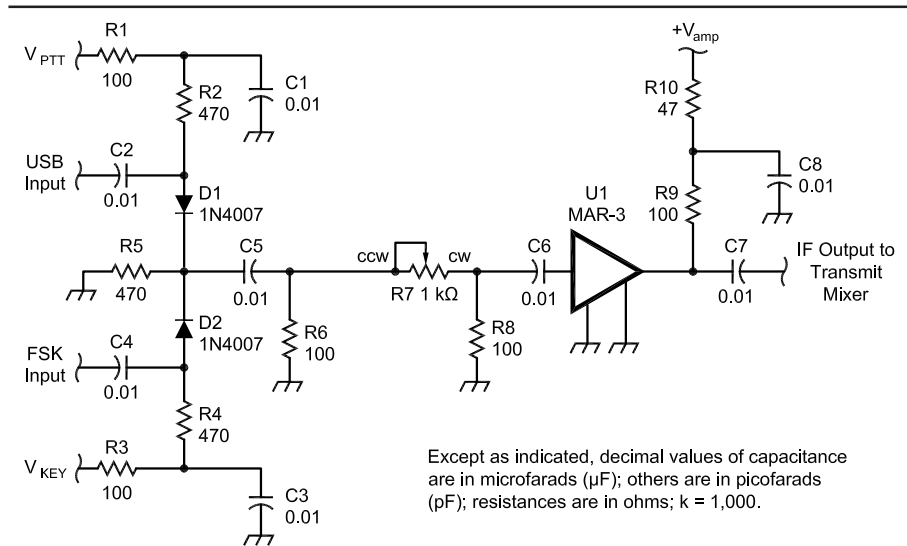 V PTT
R1
100
R2
470
C1
0.01
USB
Input
C2
0.01
D1
1N4007
R5
470
C5
0.01
D2
1N4007
FSK
Input
C4
0.01
R4
470
V KEY
R3
100
C3
0.01
R6
100
ccw
cw
R7 1 kΩ
R8
100
C6
0.01
U1
MAR-3
+Vamp
R10
47
C8
0.01
R9
100
C7
0.01
IF Output to
Transmit
Mixer
Except as indicated, decimal values of capacitance
are in microfarads (µF); others are in picofarads
(pF); resistances are in ohms; k = 1,000.